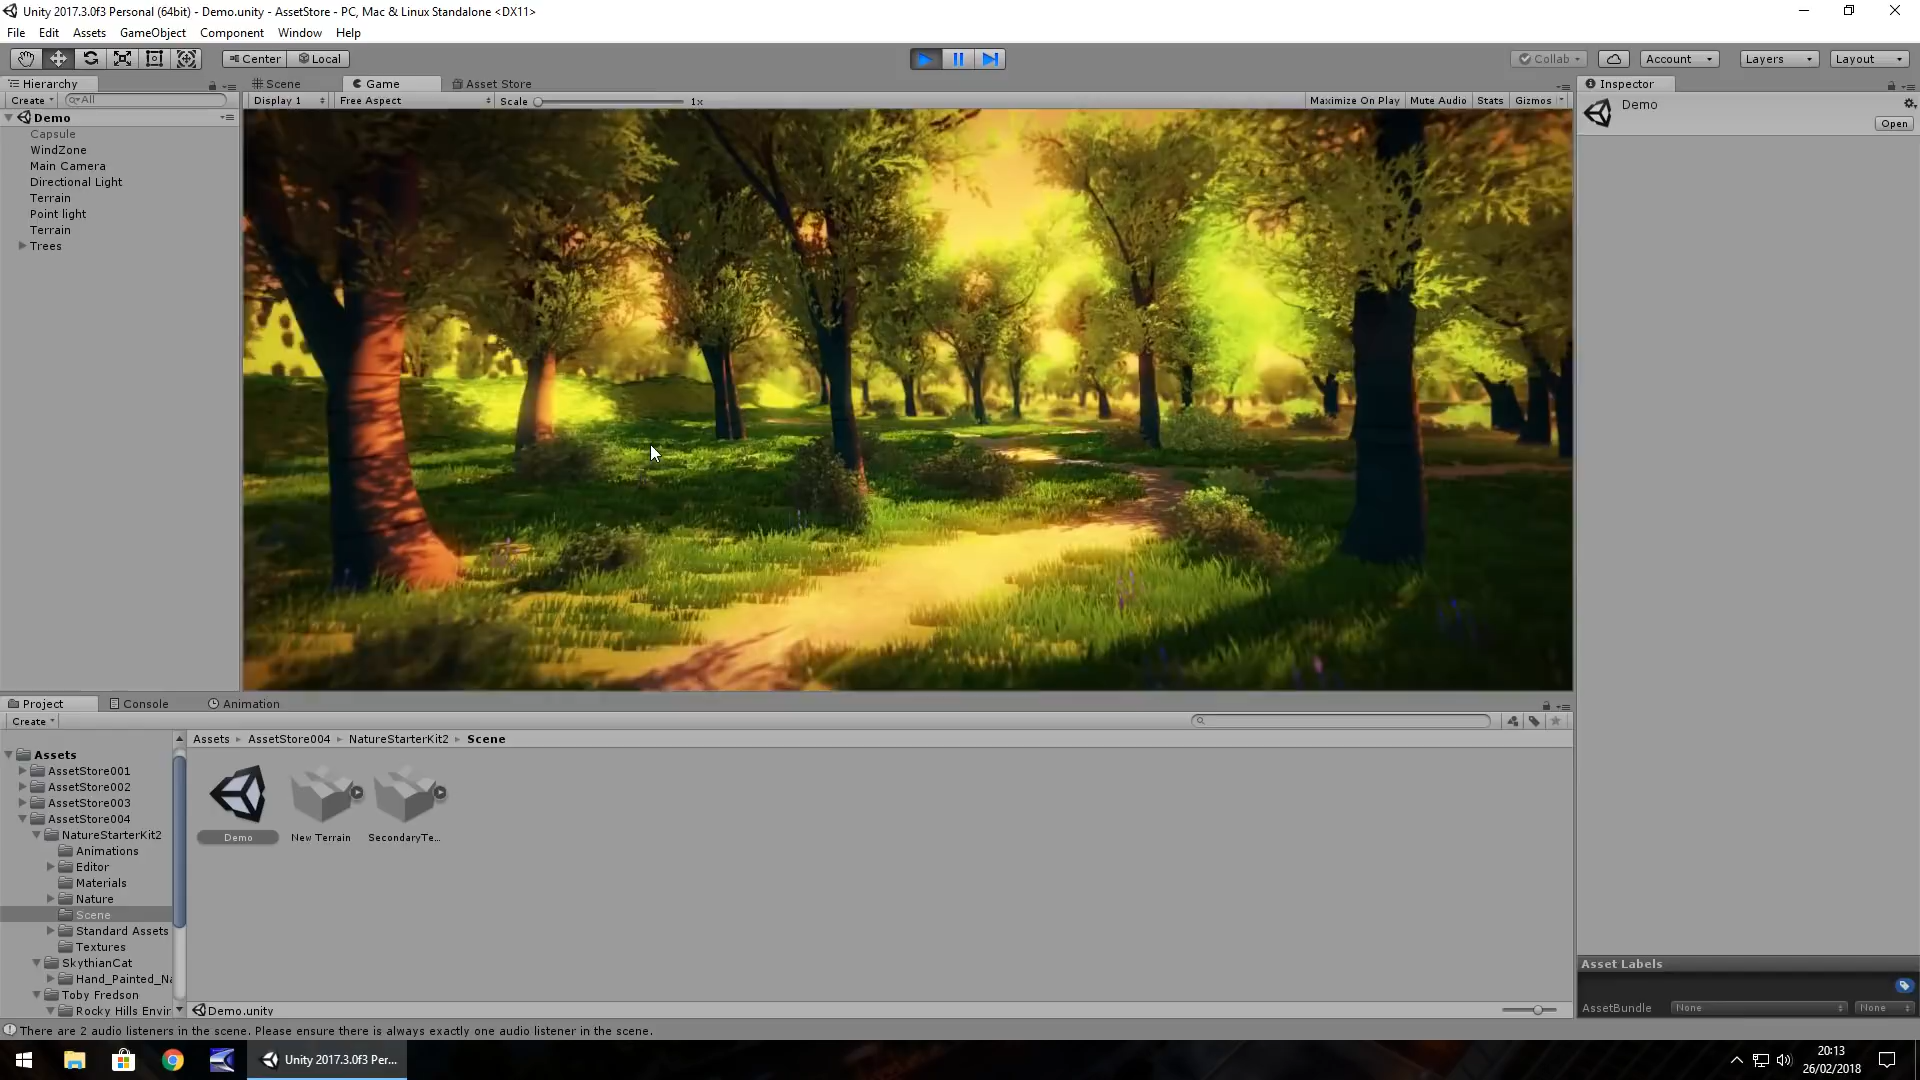 Unity 2017.3.0f3 Personal (64bit) - Demo.unity - AssetStore - PC, Mac & Linux Standalone <DX11>
File Edit Assets GameObject Component Window Help
Center Local Collab Account Layers Layout
Hierarchy Scene Game Asset Store Inspector
Create All Display 1 Free Aspect Scale 1x Maximize On Play Mute Audio Stats Gizmos Demo
Open
Demo
Capsule
WindZone
Main Camera
Directional Light
Terrain
Point light
Terrain
Trees
Project Console Animation
Create
Assets AssetStore004 NatureStarterKit2 Scene
Assets
AssetStore001
AssetStore002
AssetStore003
AssetStore004
NatureStarterKit2
Animations
Editor
Materials
Nature
Scene
Standard Assets
Textures
SkythianCat
Hand_Painted_Na
Toby Fredson
Rocky Hills Envir
Demo New Terrain SecondaryTe...
Demo.unity
Asset Labels
AssetBundle None None
There are 2 audio listeners in the scene. Please ensure there is always exactly one audio listener in the scene.
Unity 2017.3.0f3 Per...
20:13
26/02/2018